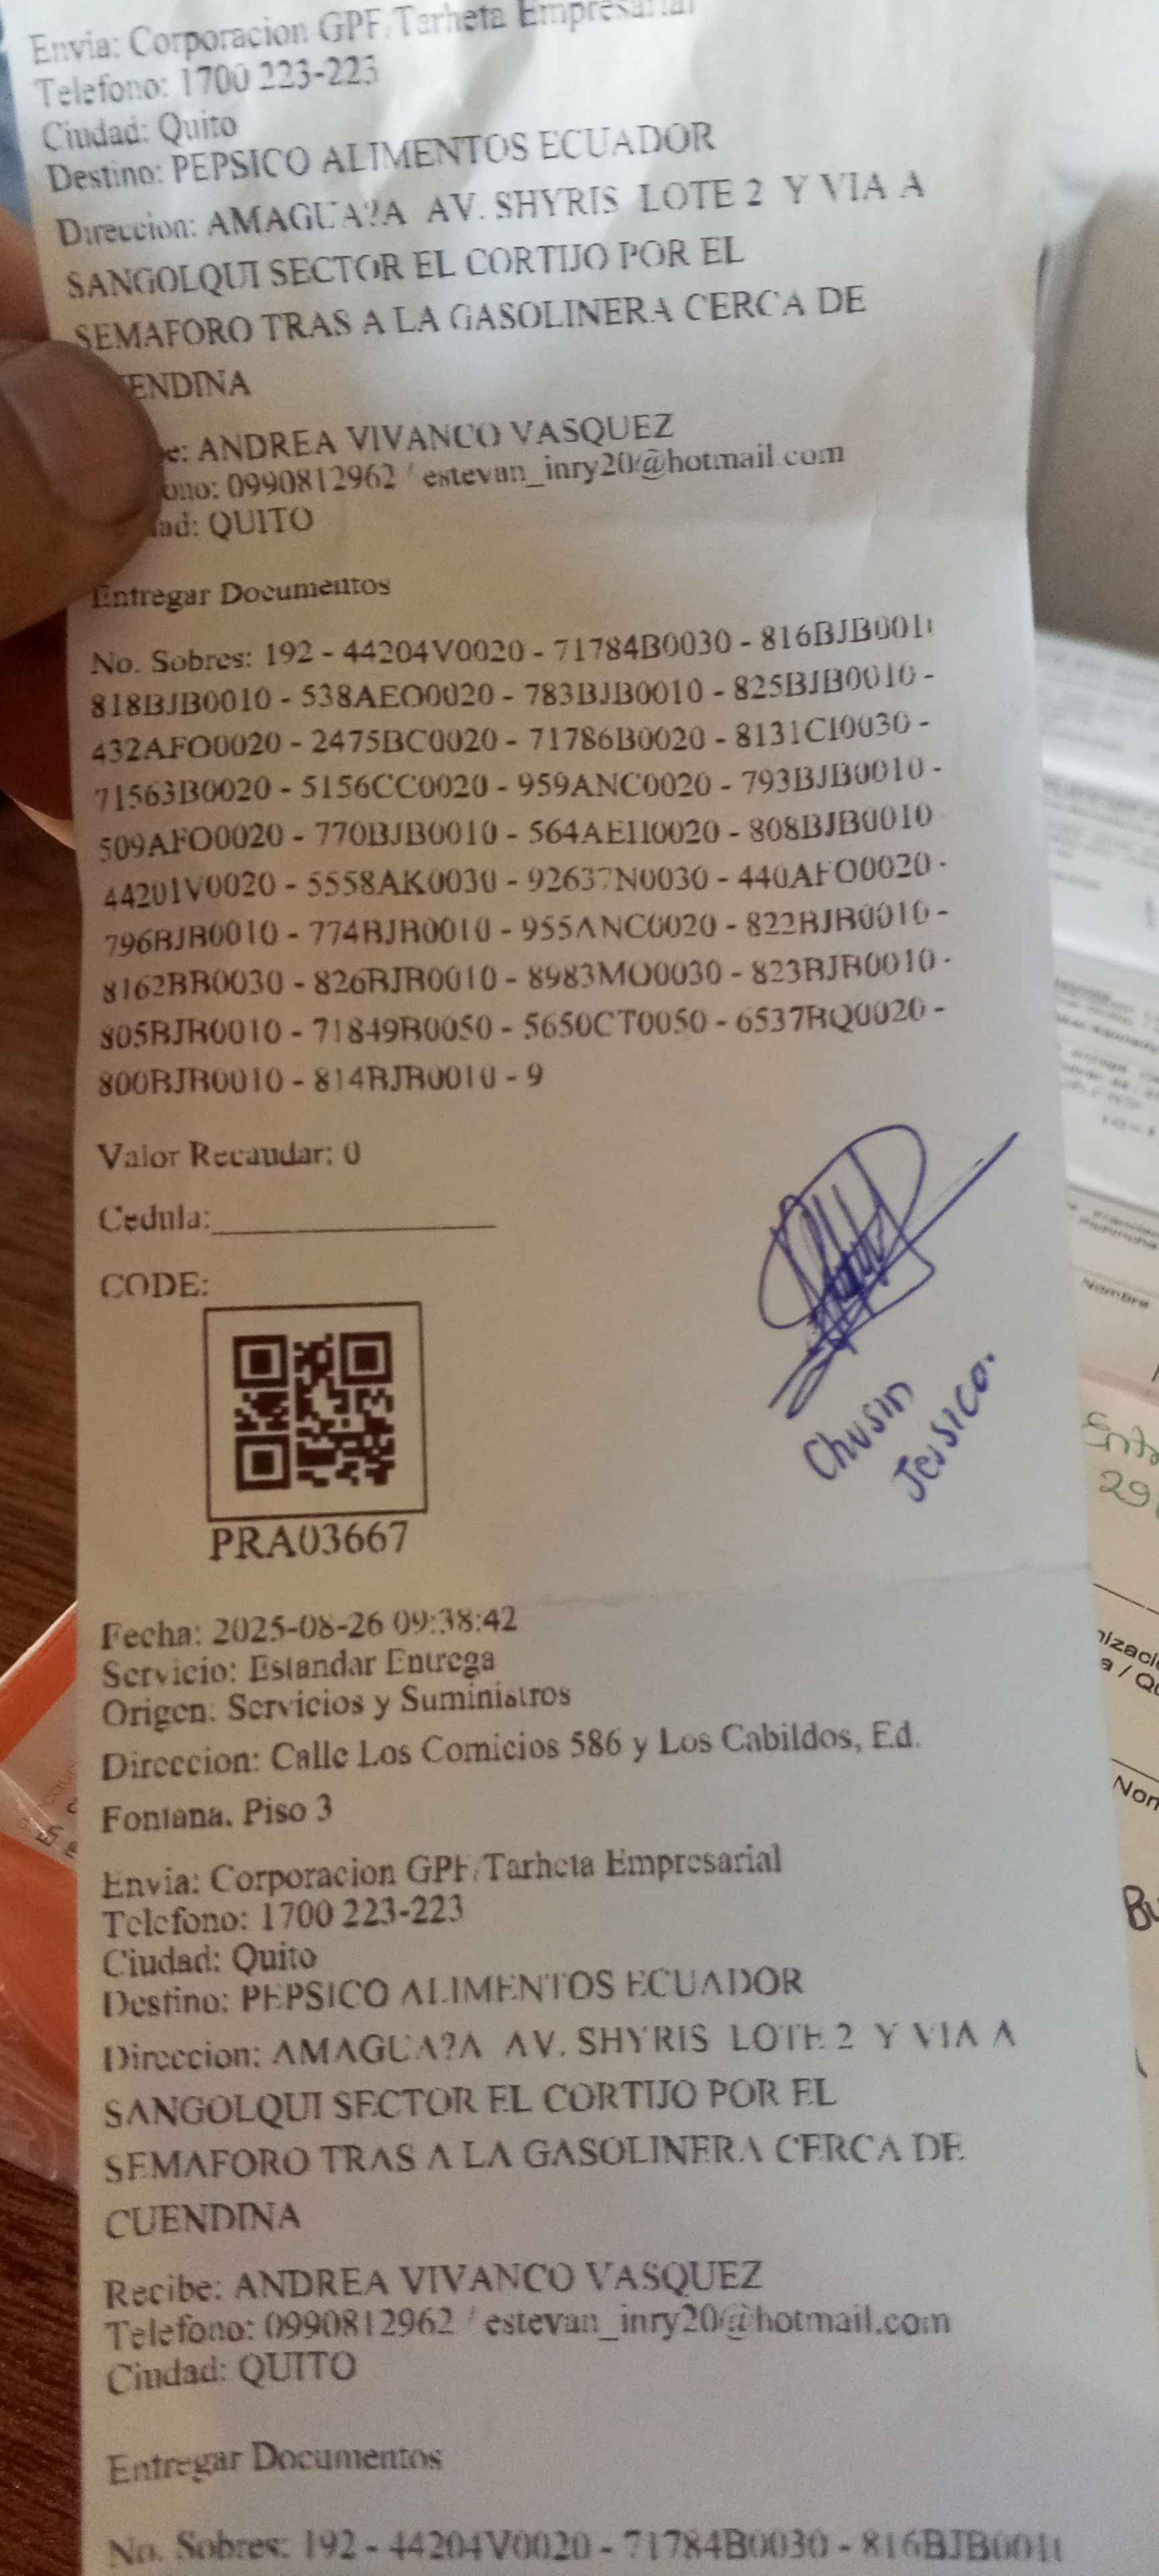 Envia: Corporacion GPF/Tarheta Empresarial
Telefono: 1700 223-223
Ciudad: Quito
Destino: PEPSICO ALIMENTOS ECUADOR
Direccion: AMAGUA?A AV. SHYRIS LOTE 2 Y VIA A
SANGOLQUI SECTOR EL CORTIJO POR EL
SEMAFORO TRAS A LA GASOLINERA CERCA DE
ENDINA
e: ANDREA VIVANCO VASQUEZ
ono: 0990812962 / estevan_inry20@hotmail.com
ad: QUITO
Entregar Documentos
No. Sobres: 192 - 44204V0020 - 71784B0030 - 816BJB001
818BJB0010 - 538AEO0020 - 783BJB0010 - 825BJB0010 -
432AFO0020 - 2475BC0020 - 71786B0020 - 8131CI0030 -
71563B0020 - 5156CC0020 - 959ANC0020 - 793BJB0010 -
509AFO0020 - 770BJB0010 - 564AEH0020 - 808BJB0010
44201V0020 - 5558AK0030 - 92637N0030 - 440AFO0020 -
796BJB0010 - 774BJB0010 - 955ANC0020 - 822BJB0010 -
8162BB0030 - 826BJB0010 - 8983MO0030 - 823BJB0010 -
805BJB0010 - 71849B0050 - 5650CT0050 - 6537BQ0020 -
800BJB0010 - 814BJB0010 - 9
Valor Recaudar: 0
Cedula:
CODE:
Chusin
Jessica.
PRA03667
Fecha: 2025-08-26 09:38:42
Servicio: Estandar Entrega
Origen: Servicios y Suministros
Direccion: Calle Los Comicios 586 y Los Cabildos, Ed.
Fontana. Piso 3
Envia: Corporacion GPF/Tarheta Empresarial
Telefono: 1700 223-223
Ciudad: Quito
Destino: PEPSICO ALIMENTOS ECUADOR
Direccion: AMAGUA?A AV. SHYRIS LOTE 2 Y VIA A
SANGOLQUI SECTOR EL CORTIJO POR EL
SEMAFORO TRAS A LA GASOLINERA CERCA DE
CUENDINA
Recibe: ANDREA VIVANCO VASQUEZ
Telefono: 0990812962 / estevan_inry20@hotmail.com
Ciudad: QUITO
Entregar Documentos
No. Sobres: 192 - 44204V0020 - 71784B0030 - 816BJB001
Nombre